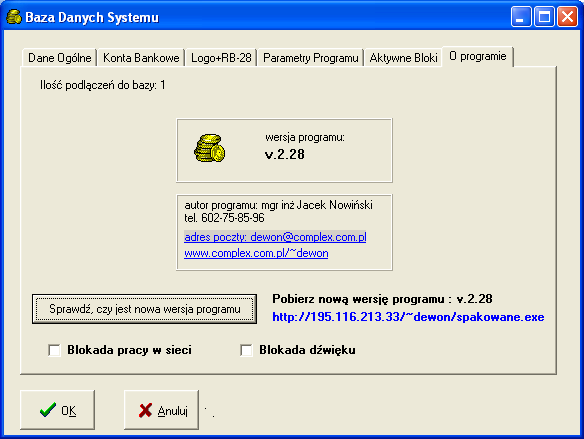 Baza Danych Systemu
Dane Ogólne Konta Bankowe Logo+RB-28 Parametry Programu Aktywne Bloki O programie
Ilość podłączeń do bazy: 1
wersja programu:
v.2.28
autor programu: mgr inż Jacek Nowiński
tel. 602-75-85-96
adres poczty: dewon@complex.com.pl
www.complex.com.pl/~dewon
Sprawdź, czy jest nowa wersja programu
Pobierz nową wersję programu : v.2.28
http://195.116.213.33/~dewon/spakowane.exe
Blokada pracy w sieci Blokada dźwięku
OK Anuluj